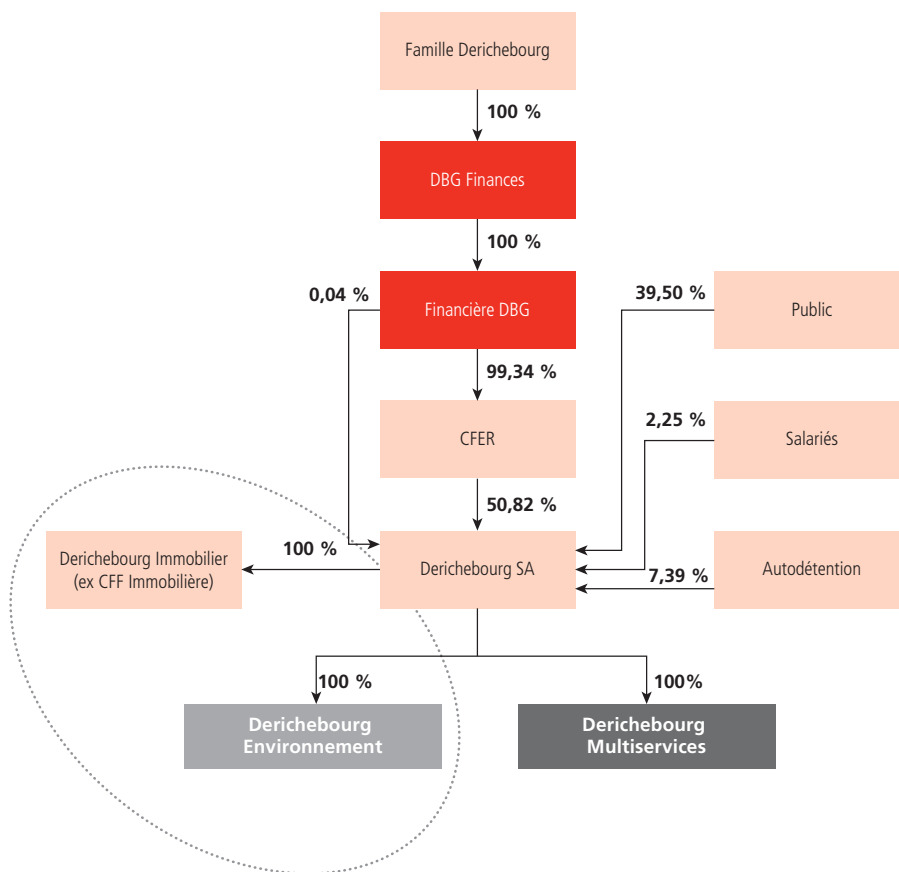 Famille Derichebourg
100 %
DBG Finances
100 %
0,04 %
Financière DBG
39,50 %
Public
99,34 %
CFER
2,25 %
Salariés
50,82 %
Derichebourg Immobilier
(ex CFF Immobilière)
100 %
Derichebourg SA
7,39 %
Autodétention
100 %
100%
Derichebourg
Environnement
Derichebourg
Multiservices